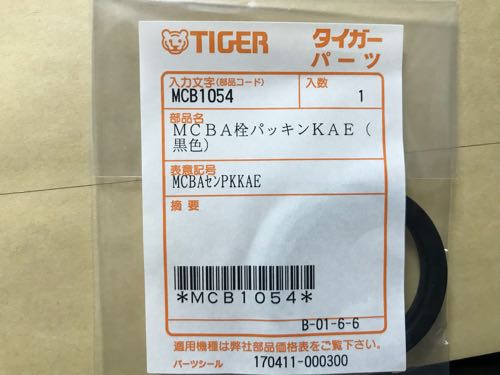 TIGER タイガー
パーツ
入力文字(部品コード) 入数
MCB1054 1
部品名
MCBA栓パッキンKAE(
黒色)
表意記号
MCBAセンPKKAE
摘要
*MCB1054*
B-01-6-6
適用機種は弊社部品価格表をご覧下さい。
パーツシール 170411-000300